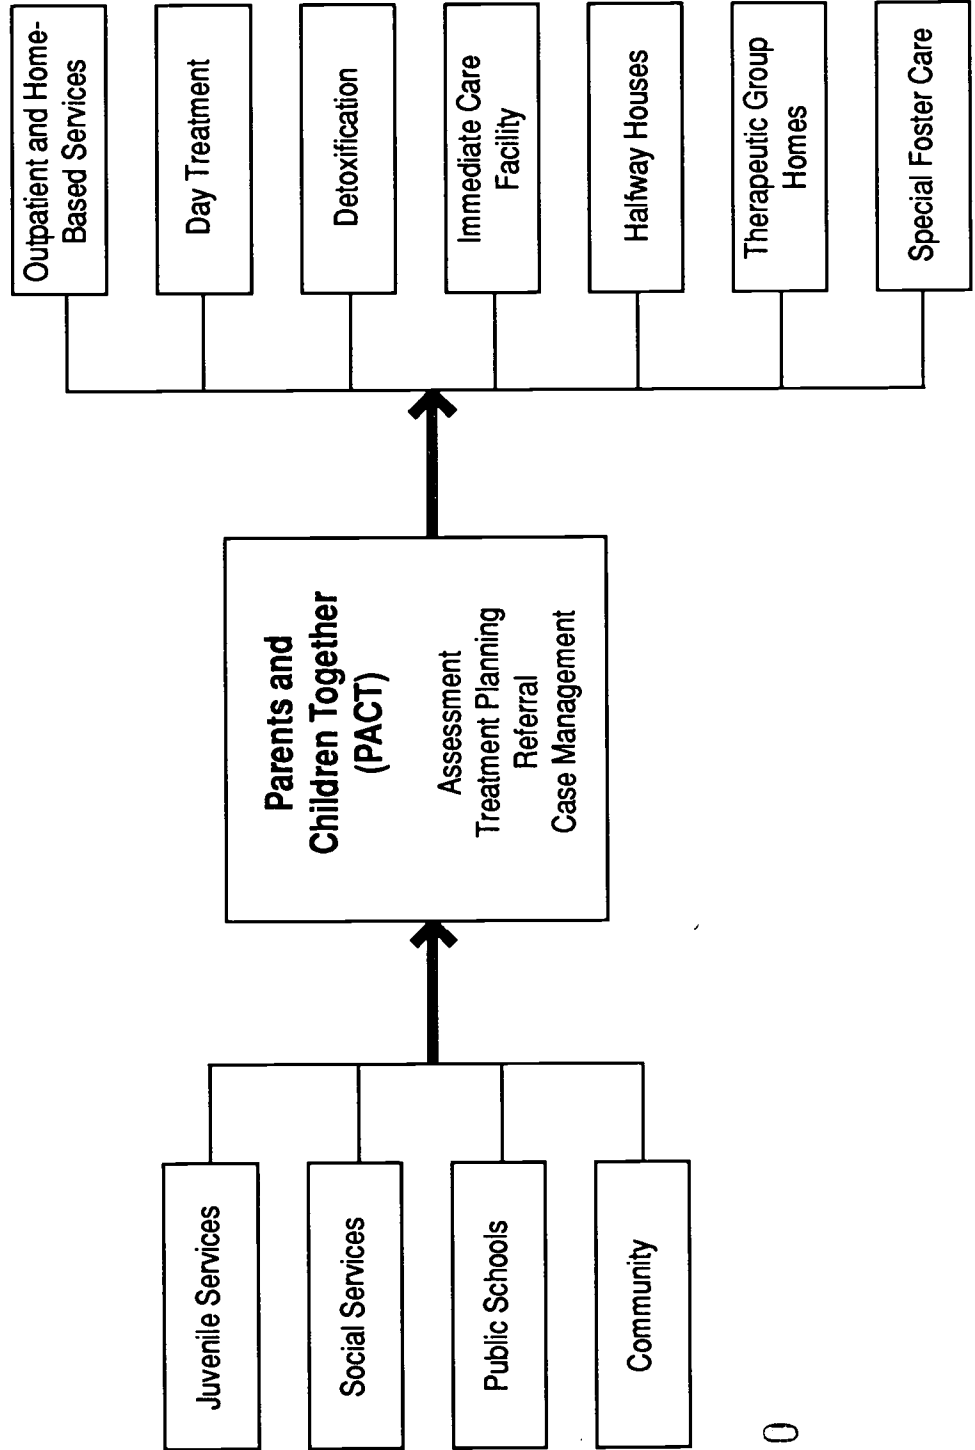 Juvenile Services
Social Services
Public Schools
Community
Parents and
Children Together
(PACT)
Assessment
Treatment Planning
Referral
Case Management
Outpatient and Home-
Based Services
Day Treatment
Detoxification
Immediate Care
Facility
Halfway Houses
Therapeutic Group
Homes
Special Foster Care
0